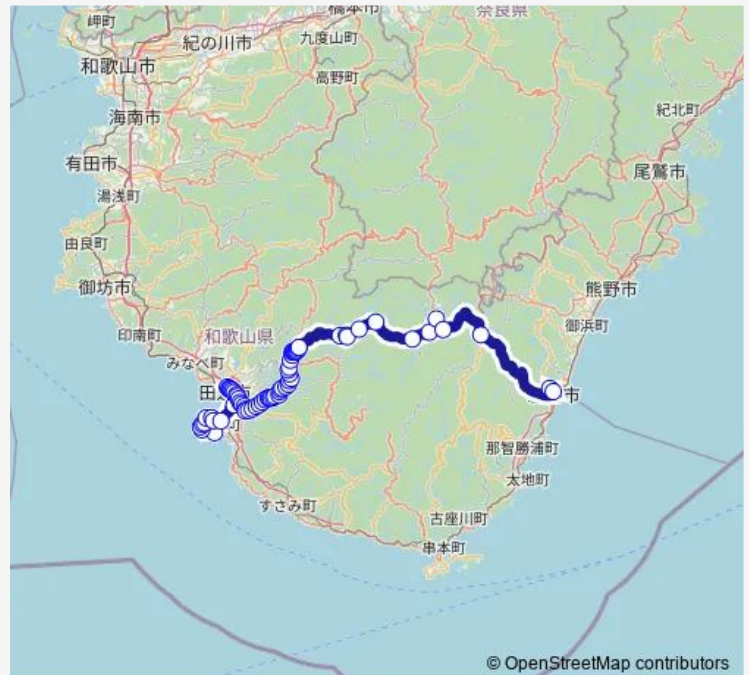 橋本市
奈良県
岬町
紀の川市
九度山町
和歌山市
高野町
紀北町
海南市
有田市
尾鷲市
湯浅町
由良町
御坊市
熊野市
御浜町
印南町
和歌山県
みなべ町
市
町
那智勝浦町
太地町
すさみ町
古座川町
串本町
© OpenStreetMap contributors